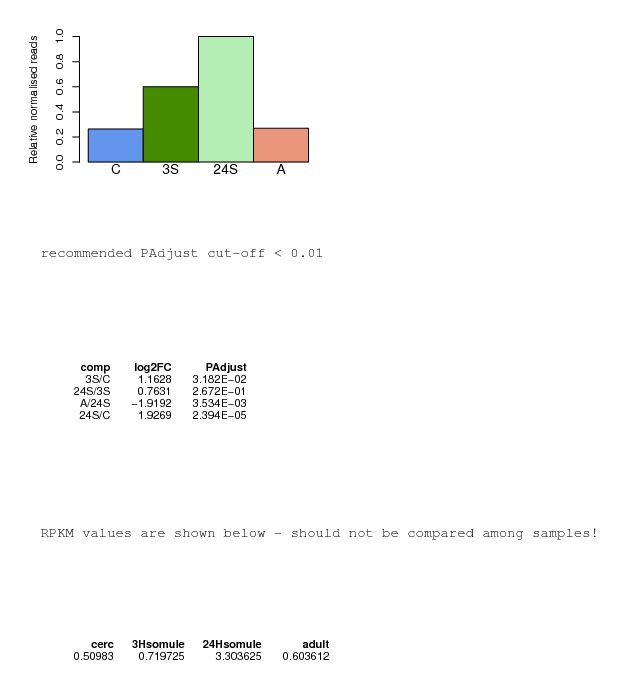 Relative normalised reads
1.0
0.8
0.6
0.4
0.2
0.0
C 3S 24S A
recommended PAdjust cut-off < 0.01
comp log2FC PAdjust
3S/C 1.1628 3.182E−02
24S/3S 0.7631 2.672E−01
A/24S −1.9192 3.534E−03
24S/C 1.9269 2.394E−05
RPKM values are shown below - should not be compared among samples!
cerc 3Hsomule 24Hsomule adult
0.50983 0.719725 3.303625 0.603612